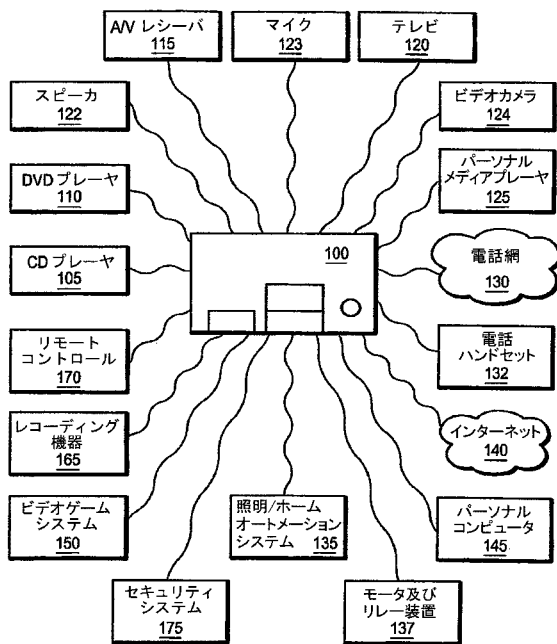 A/V レシーバ
115
マイク
123
テレビ
120
スピーカ
122
ビデオカメラ
124
DVD プレーヤ
110
パーソナル
メディアプレーヤ
125
100
CD プレーヤ
105
電話網
130
リモート
コントロール
170
電話
ハンドセット
132
レコーディング
機器
165
インターネット
140
ビデオゲーム
システム
150
照明/ホーム
オートメーション
システム 135
パーソナル
コンピュータ
145
セキュリティ
システム
175
モータ及び
リレー装置
137